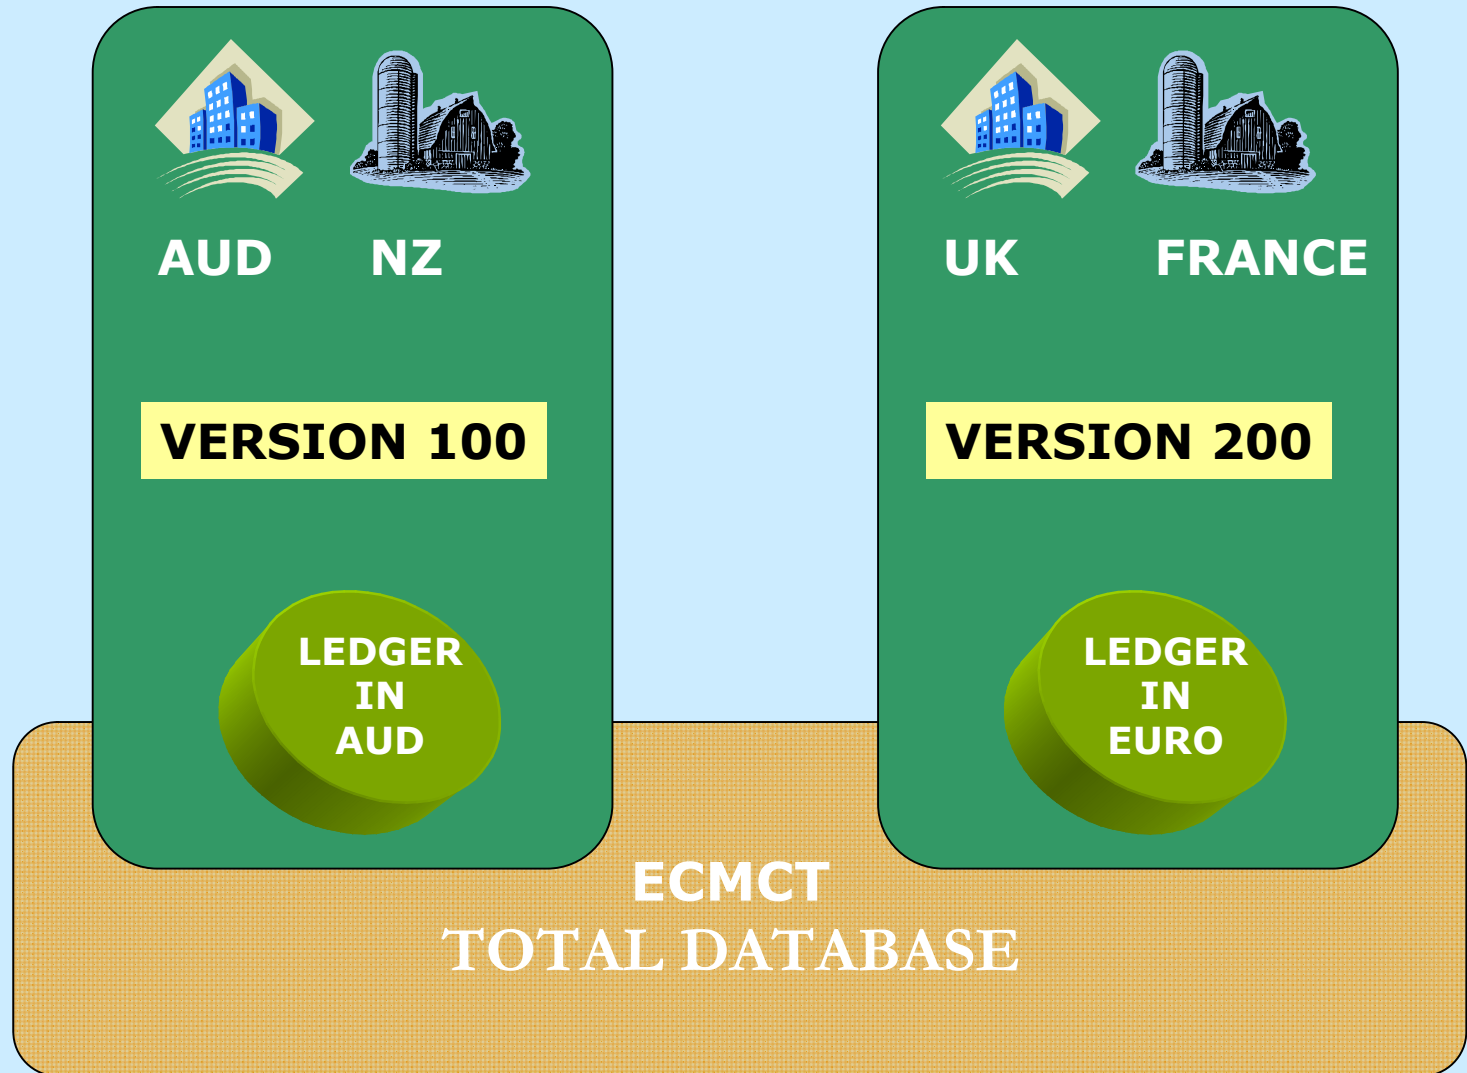 AUD NZ
UK FRANCE
VERSION 100
VERSION 200
LEDGER
IN
AUD
LEDGER
IN
EURO
ECMCT
TOTAL DATABASE